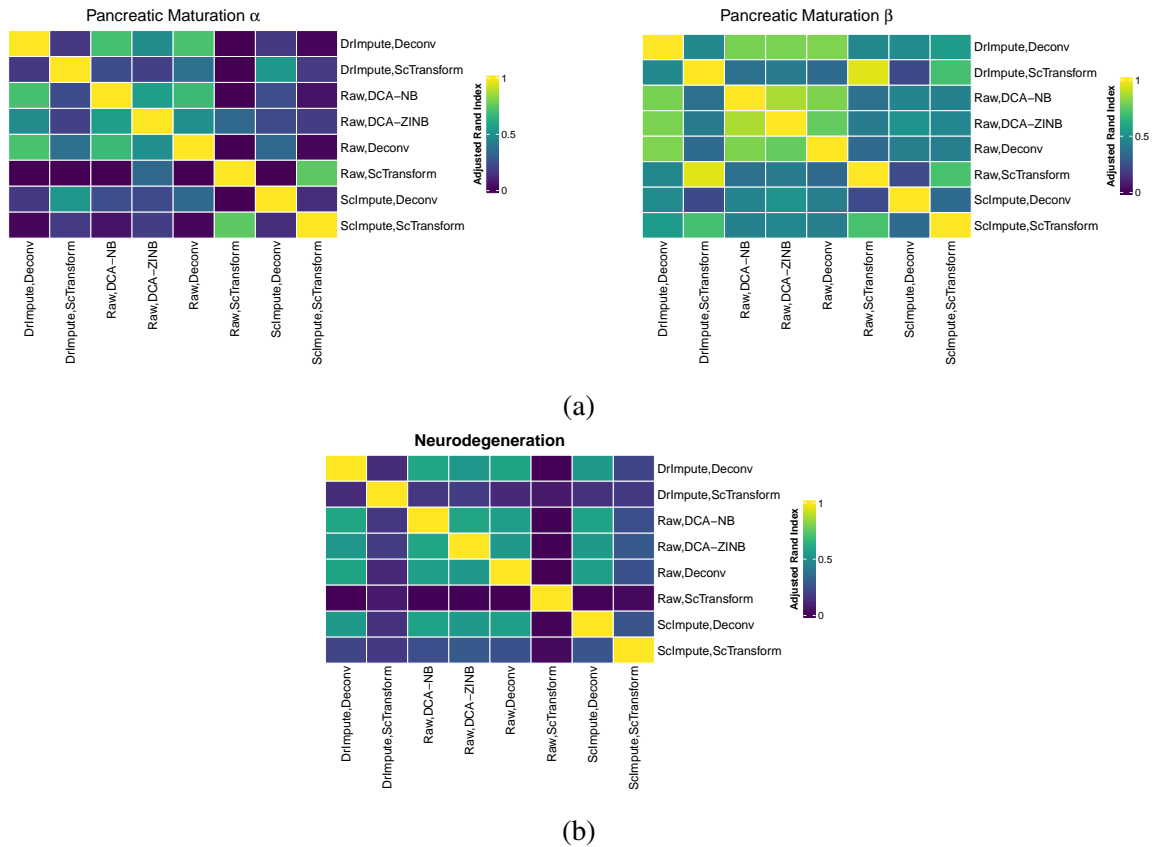 Pancreatic Maturation α
DrImpute,Deconv
DrImpute,ScTransform
Raw,DCA−NB
Raw,DCA−ZINB
Raw,Deconv
Raw,ScTransform
ScImpute,Deconv
ScImpute,ScTransform
DrImpute,Deconv
DrImpute,ScTransform
Raw,DCA−NB
Raw,DCA−ZINB
Raw,Deconv
Raw,ScTransform
ScImpute,Deconv
ScImpute,ScTransform
Adjusted Rand Index
1
0.5
0
Pancreatic Maturation β
DrImpute,Deconv
DrImpute,ScTransform
Raw,DCA−NB
Raw,DCA−ZINB
Raw,Deconv
Raw,ScTransform
ScImpute,Deconv
ScImpute,ScTransform
DrImpute,Deconv
DrImpute,ScTransform
Raw,DCA−NB
Raw,DCA−ZINB
Raw,Deconv
Raw,ScTransform
ScImpute,Deconv
ScImpute,ScTransform
Adjusted Rand Index
1
0.5
0
(a)
Neurodegeneration
DrImpute,Deconv
DrImpute,ScTransform
Raw,DCA−NB
Raw,DCA−ZINB
Raw,Deconv
Raw,ScTransform
ScImpute,Deconv
ScImpute,ScTransform
DrImpute,Deconv
DrImpute,ScTransform
Raw,DCA−NB
Raw,DCA−ZINB
Raw,Deconv
Raw,ScTransform
ScImpute,Deconv
ScImpute,ScTransform
Adjusted Rand Index
1
0.5
0
(b)